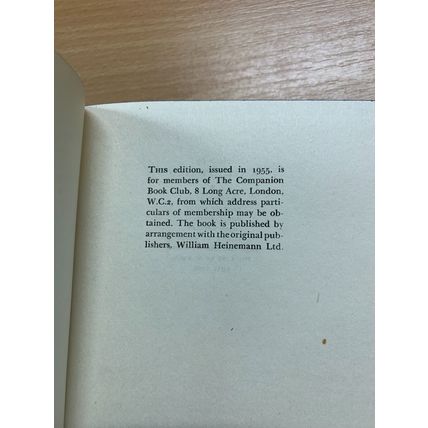 THIS edition, issued in 1955, is
for members of The Companion
Book Club, 8 Long Acre, London,
W.C.2, from which address parti-
culars of membership may be ob-
tained. The book is published by
arrangement with the original pub-
lishers, William Heinemann Ltd.